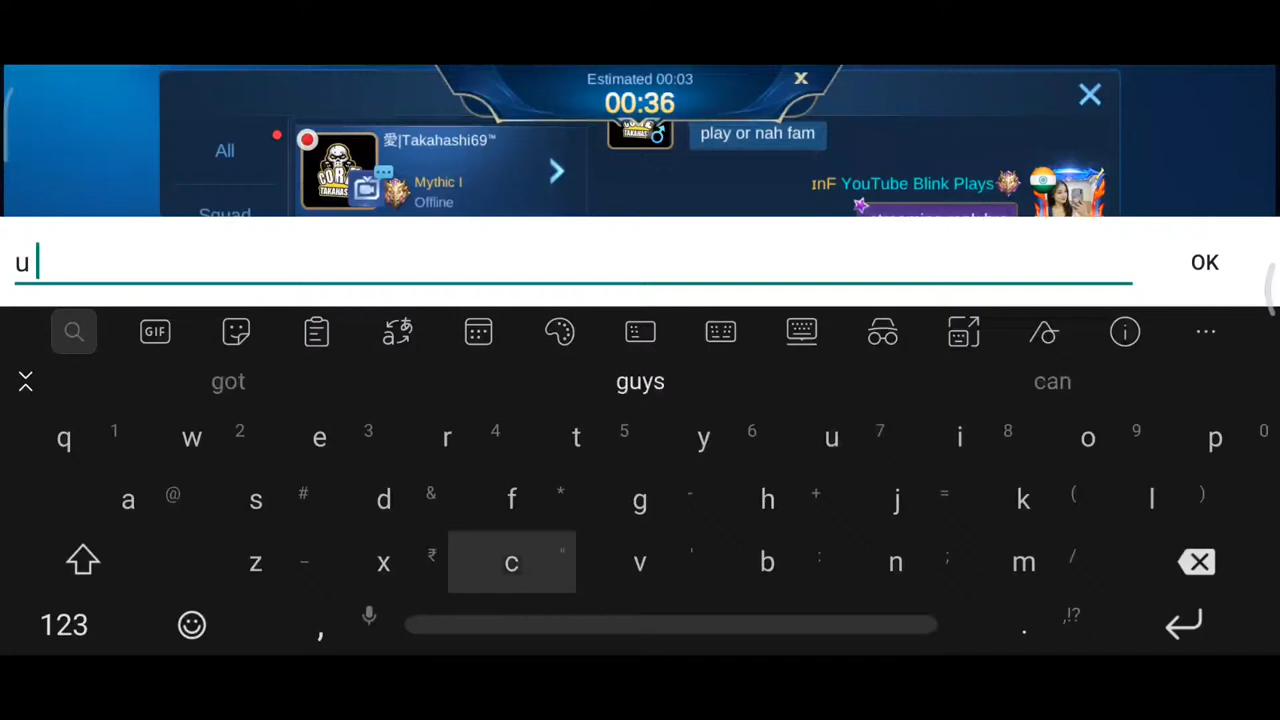 Estimated 00:03 x
00:36
All
愛|Takahashi69™
Mythic I
Offline
play or nah fam
ɪnF YouTube Blink Plays
u
OK
GIF
got guys can
q 1 w 2 e 3 r 4 t 5 y 6 u 7 i 8 o 9 p 0
a @ s # d & f * g - h + j = k ( l )
z _ x ₹ c " v ' b : n ; m /
123 , . ,!?